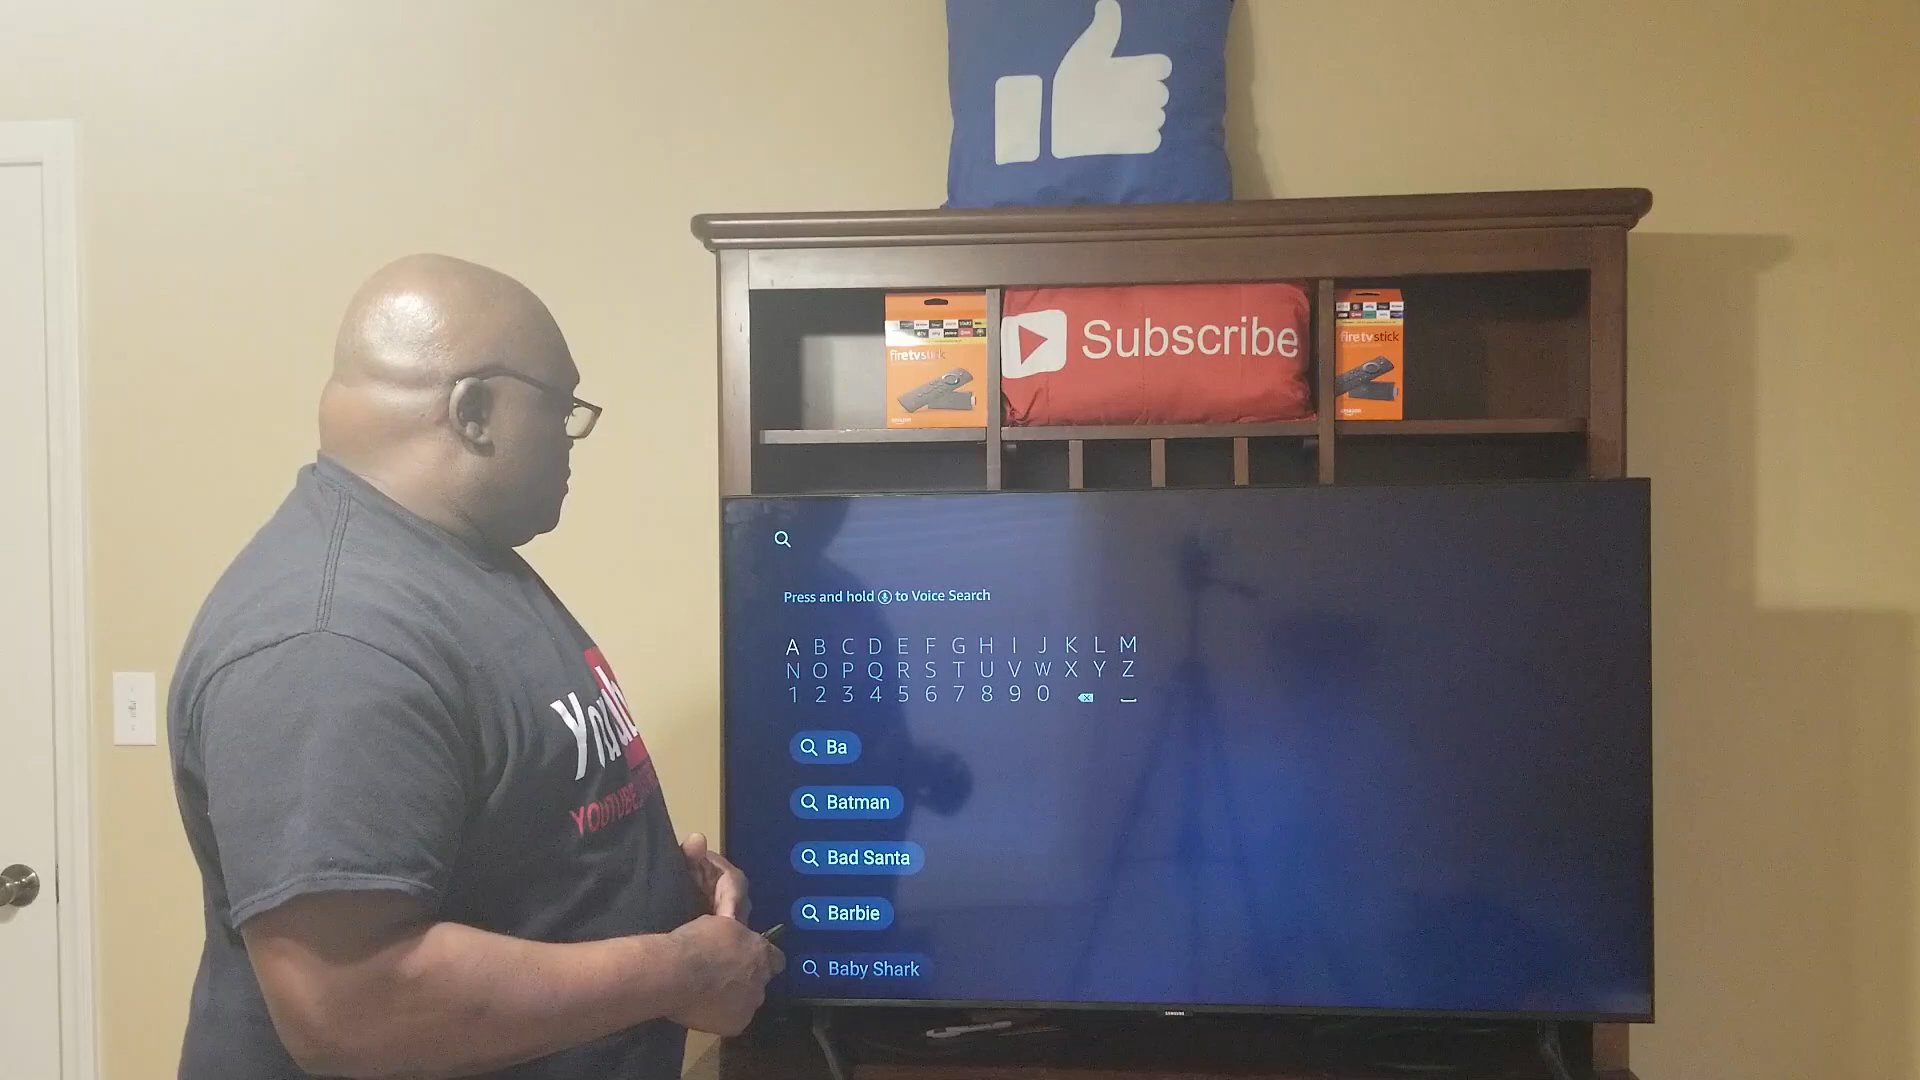 Subscribe
firetvstick
firetvstick
Press and hold to Voice Search
A B C D E F G H I J K L M
N O P Q R S T U V W X Y Z
1 2 3 4 5 6 7 8 9 0
Ba
Batman
Bad Santa
Barbie
Baby Shark
SAMSUNG